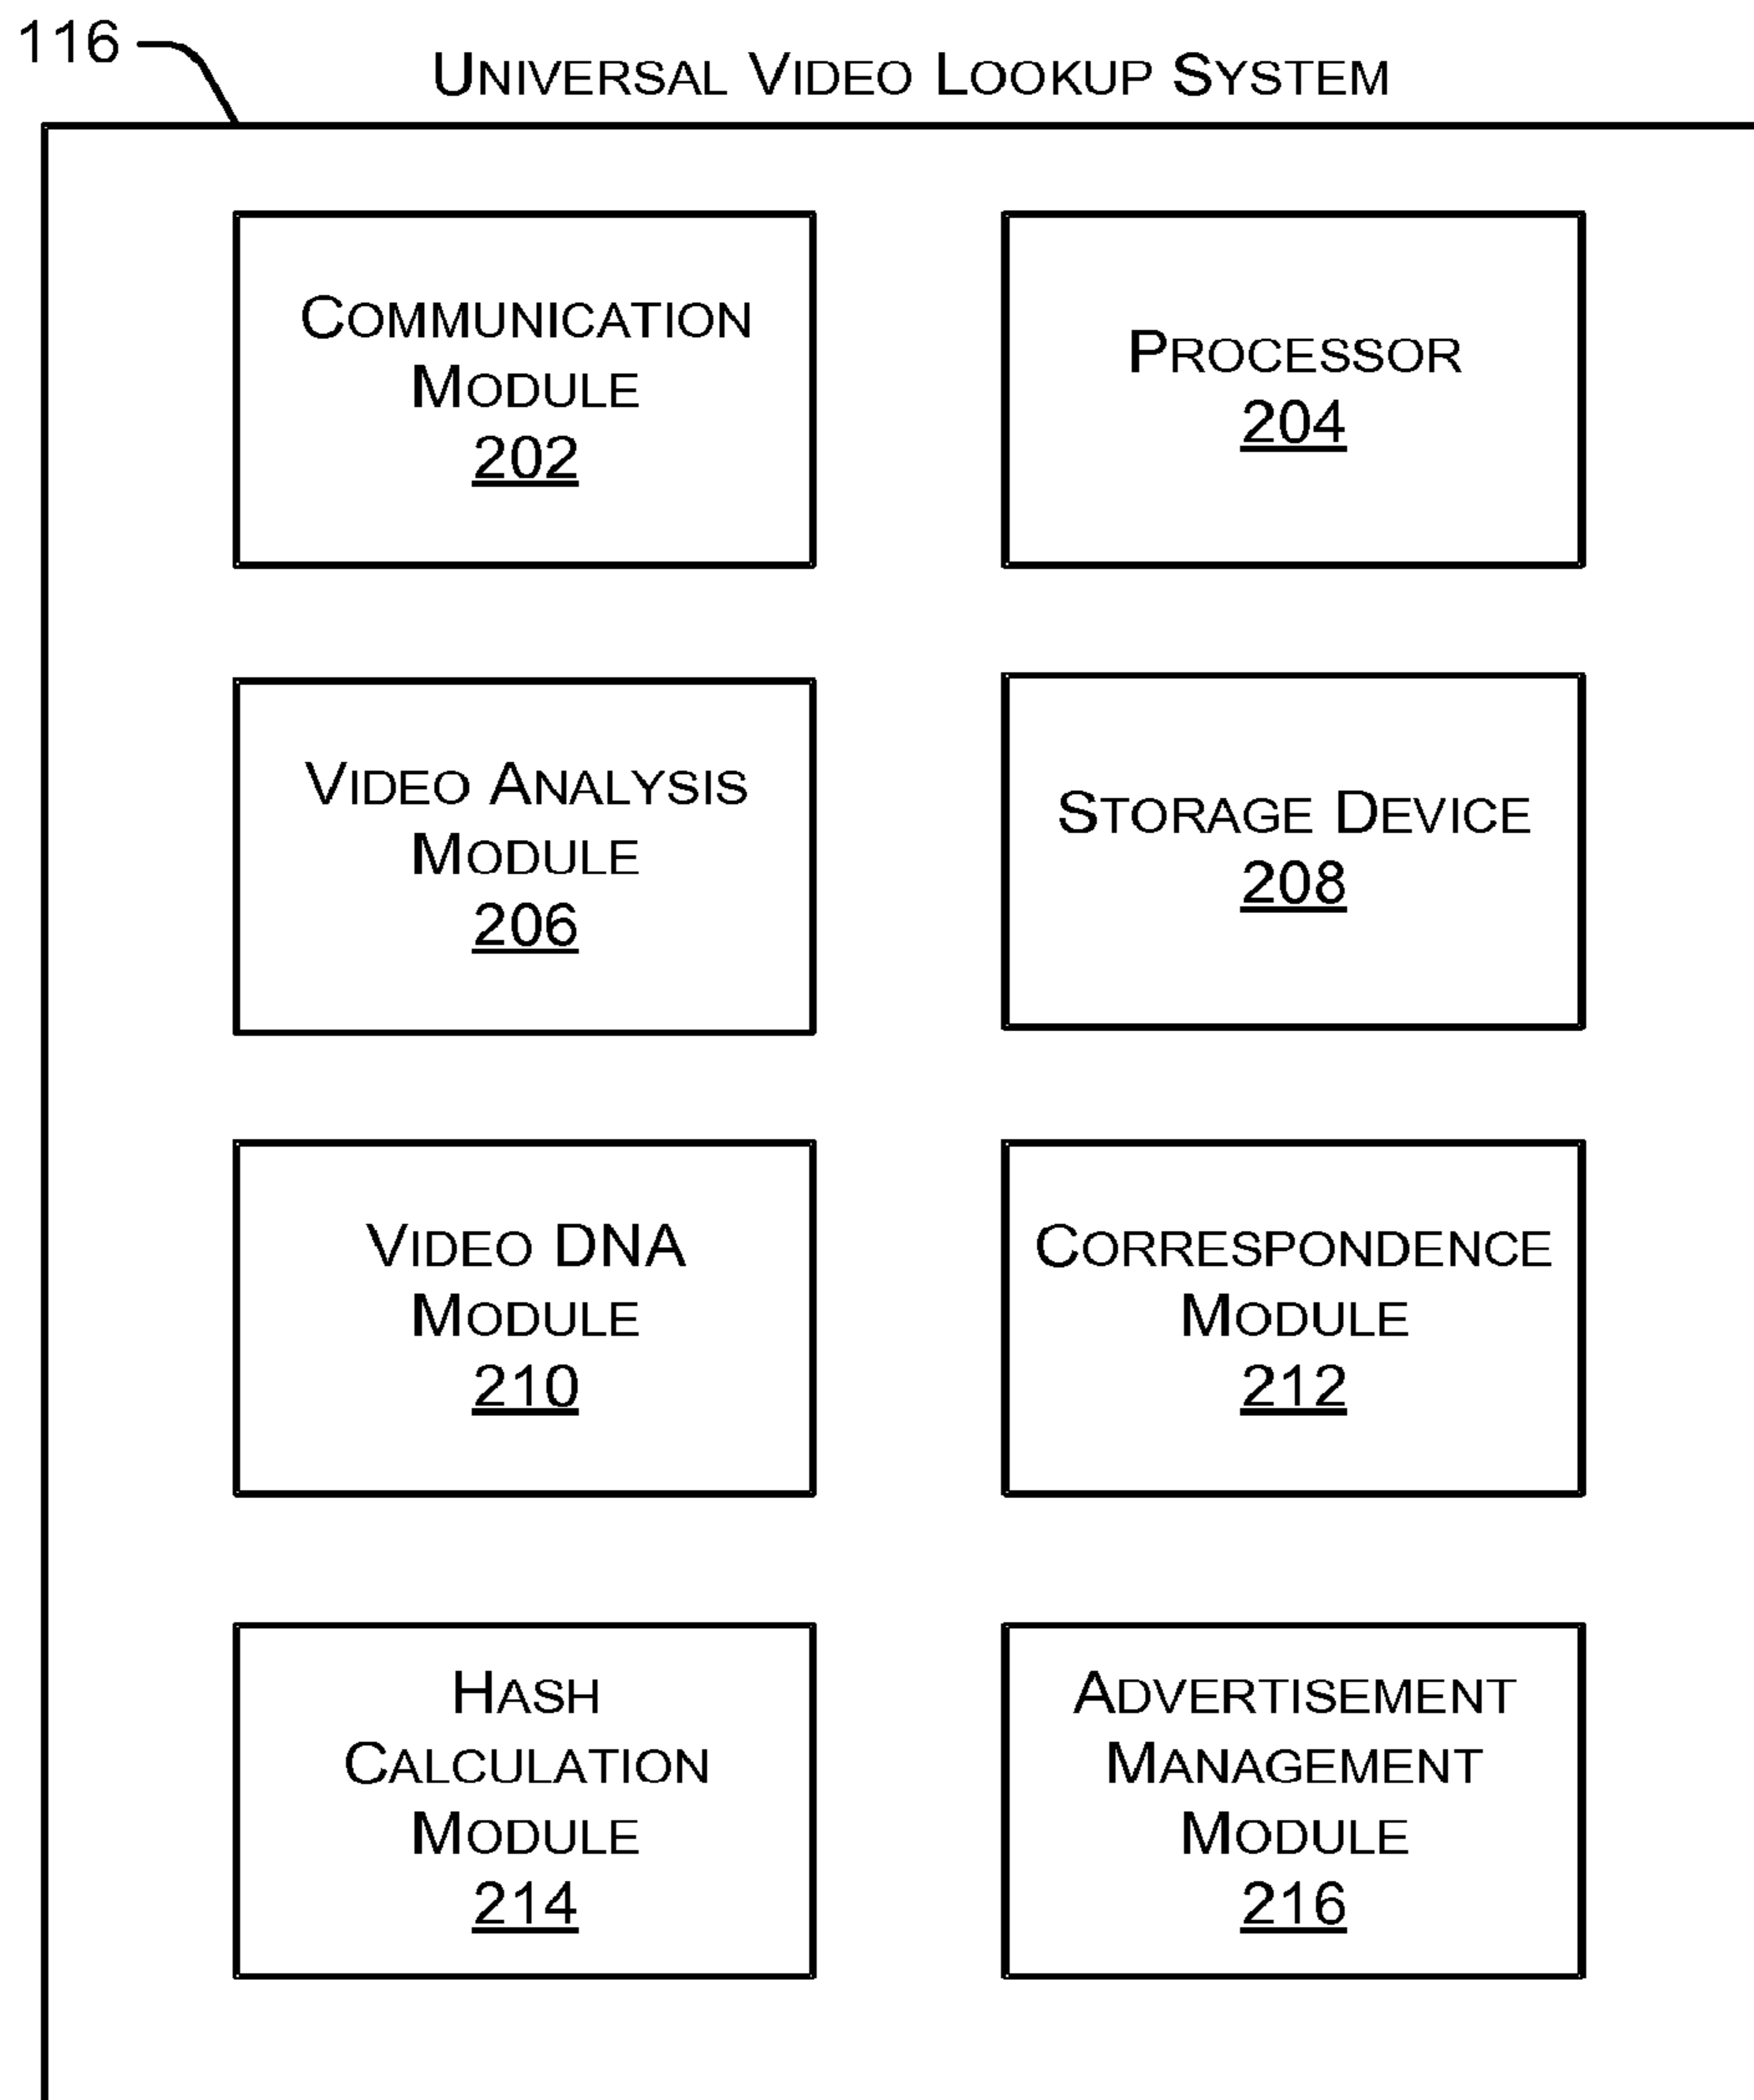 116
UNIVERSAL VIDEO LOOKUP SYSTEM
COMMUNICATION
MODULE
202
PROCESSOR
204
VIDEO ANALYSIS
MODULE
206
STORAGE DEVICE
208
VIDEO DNA
MODULE
210
CORRESPONDENCE
MODULE
212
HASH
CALCULATION
MODULE
214
ADVERTISEMENT
MANAGEMENT
MODULE
216